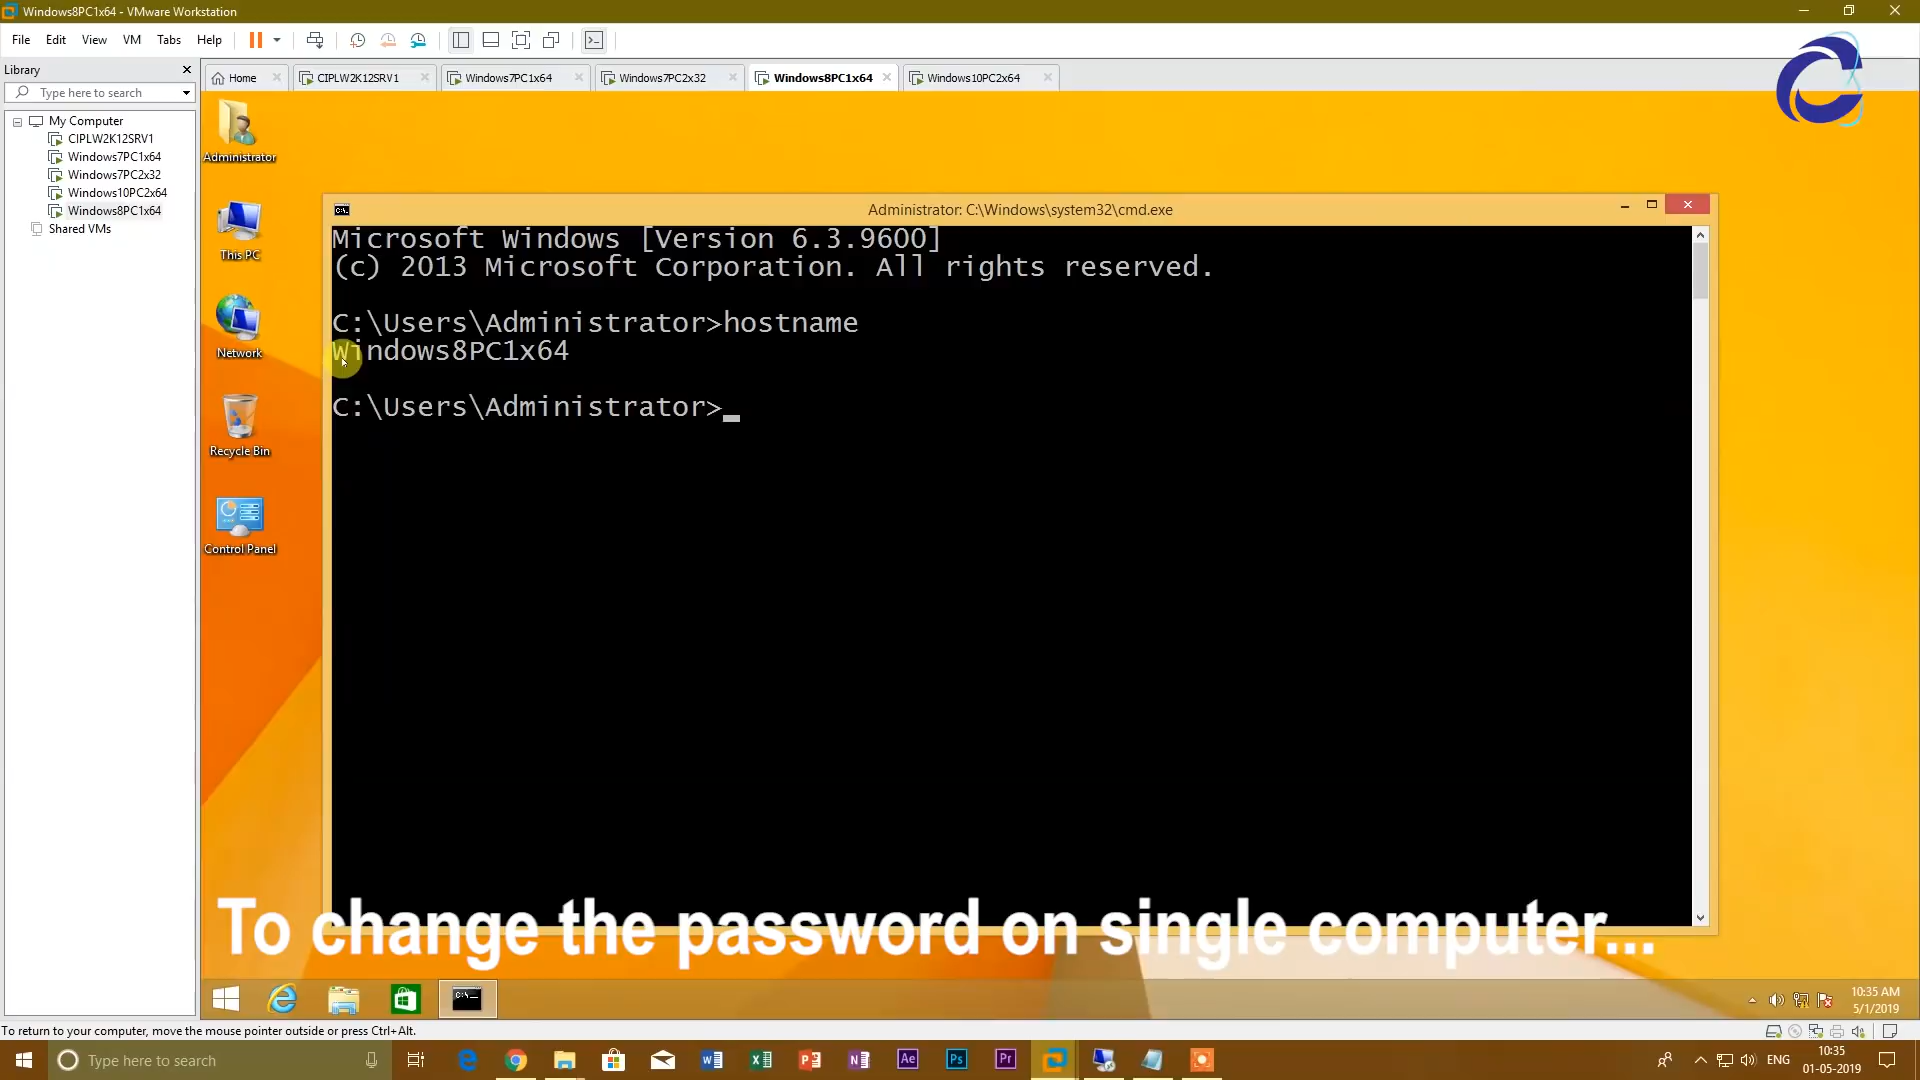 Windows8PC1x64 - VMware Workstation
File Edit View VM Tabs Help
Library
Type here to search
My Computer
CIPLW2K12SRV1
Windows7PC1x64
Windows7PC2x32
Windows10PC2x64
Windows8PC1x64
Shared VMs
Home CIPLW2K12SRV1 Windows7PC1x64 Windows7PC2x32 Windows8PC1x64 Windows10PC2x64
Administrator
This PC
Network
Recycle Bin
Control Panel
Administrator: C:\Windows\system32\cmd.exe
Microsoft Windows [Version 6.3.9600]
(c) 2013 Microsoft Corporation. All rights reserved.
C:\Users\Administrator>hostname
Windows8PC1x64
C:\Users\Administrator>
To change the password on single computer...
10:35 AM
5/1/2019
To return to your computer, move the mouse pointer outside or press Ctrl+Alt.
Type here to search
ENG
10:35
01-05-2019